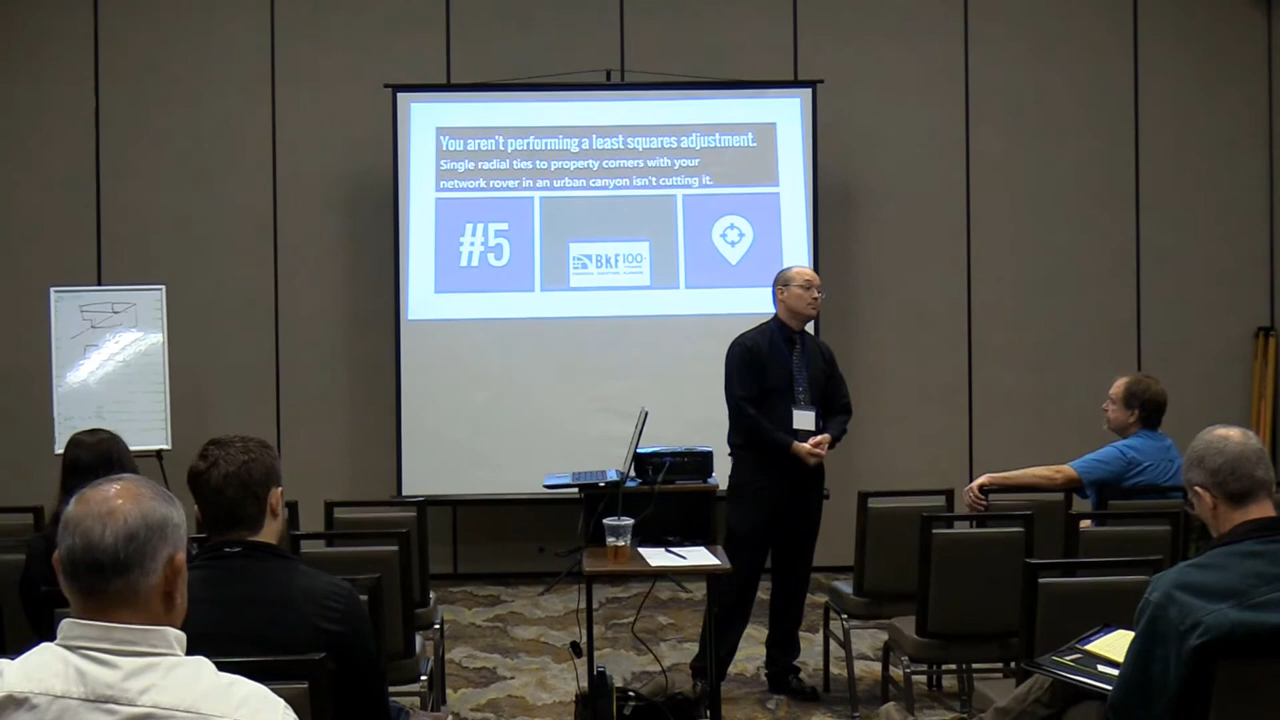 You aren't performing a least squares adjustment.
Single radial ties to property corners with your
network rover in an urban canyon isn't cutting it.
#5
BKF 100+